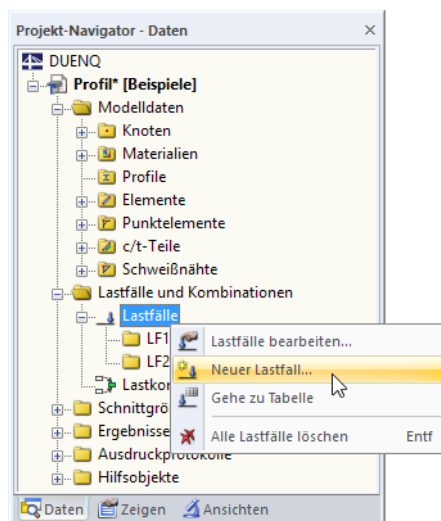 Projekt-Navigator - Daten
DUENQ
Profil* [Beispiele]
Modelldaten
Knoten
Materialien
Profile
Elemente
Punktelemente
c/t-Teile
Schweißnähte
Lastfälle und Kombinationen
Lastfälle
LF1
LF2
Lastkor
Schnittgrö
Ergebnisse
Ausdruckprotokolle
Hilfsobjekte
Lastfälle bearbeiten...
Neuer Lastfall...
Gehe zu Tabelle
Alle Lastfälle löschen Entf
Daten Zeigen Ansichten